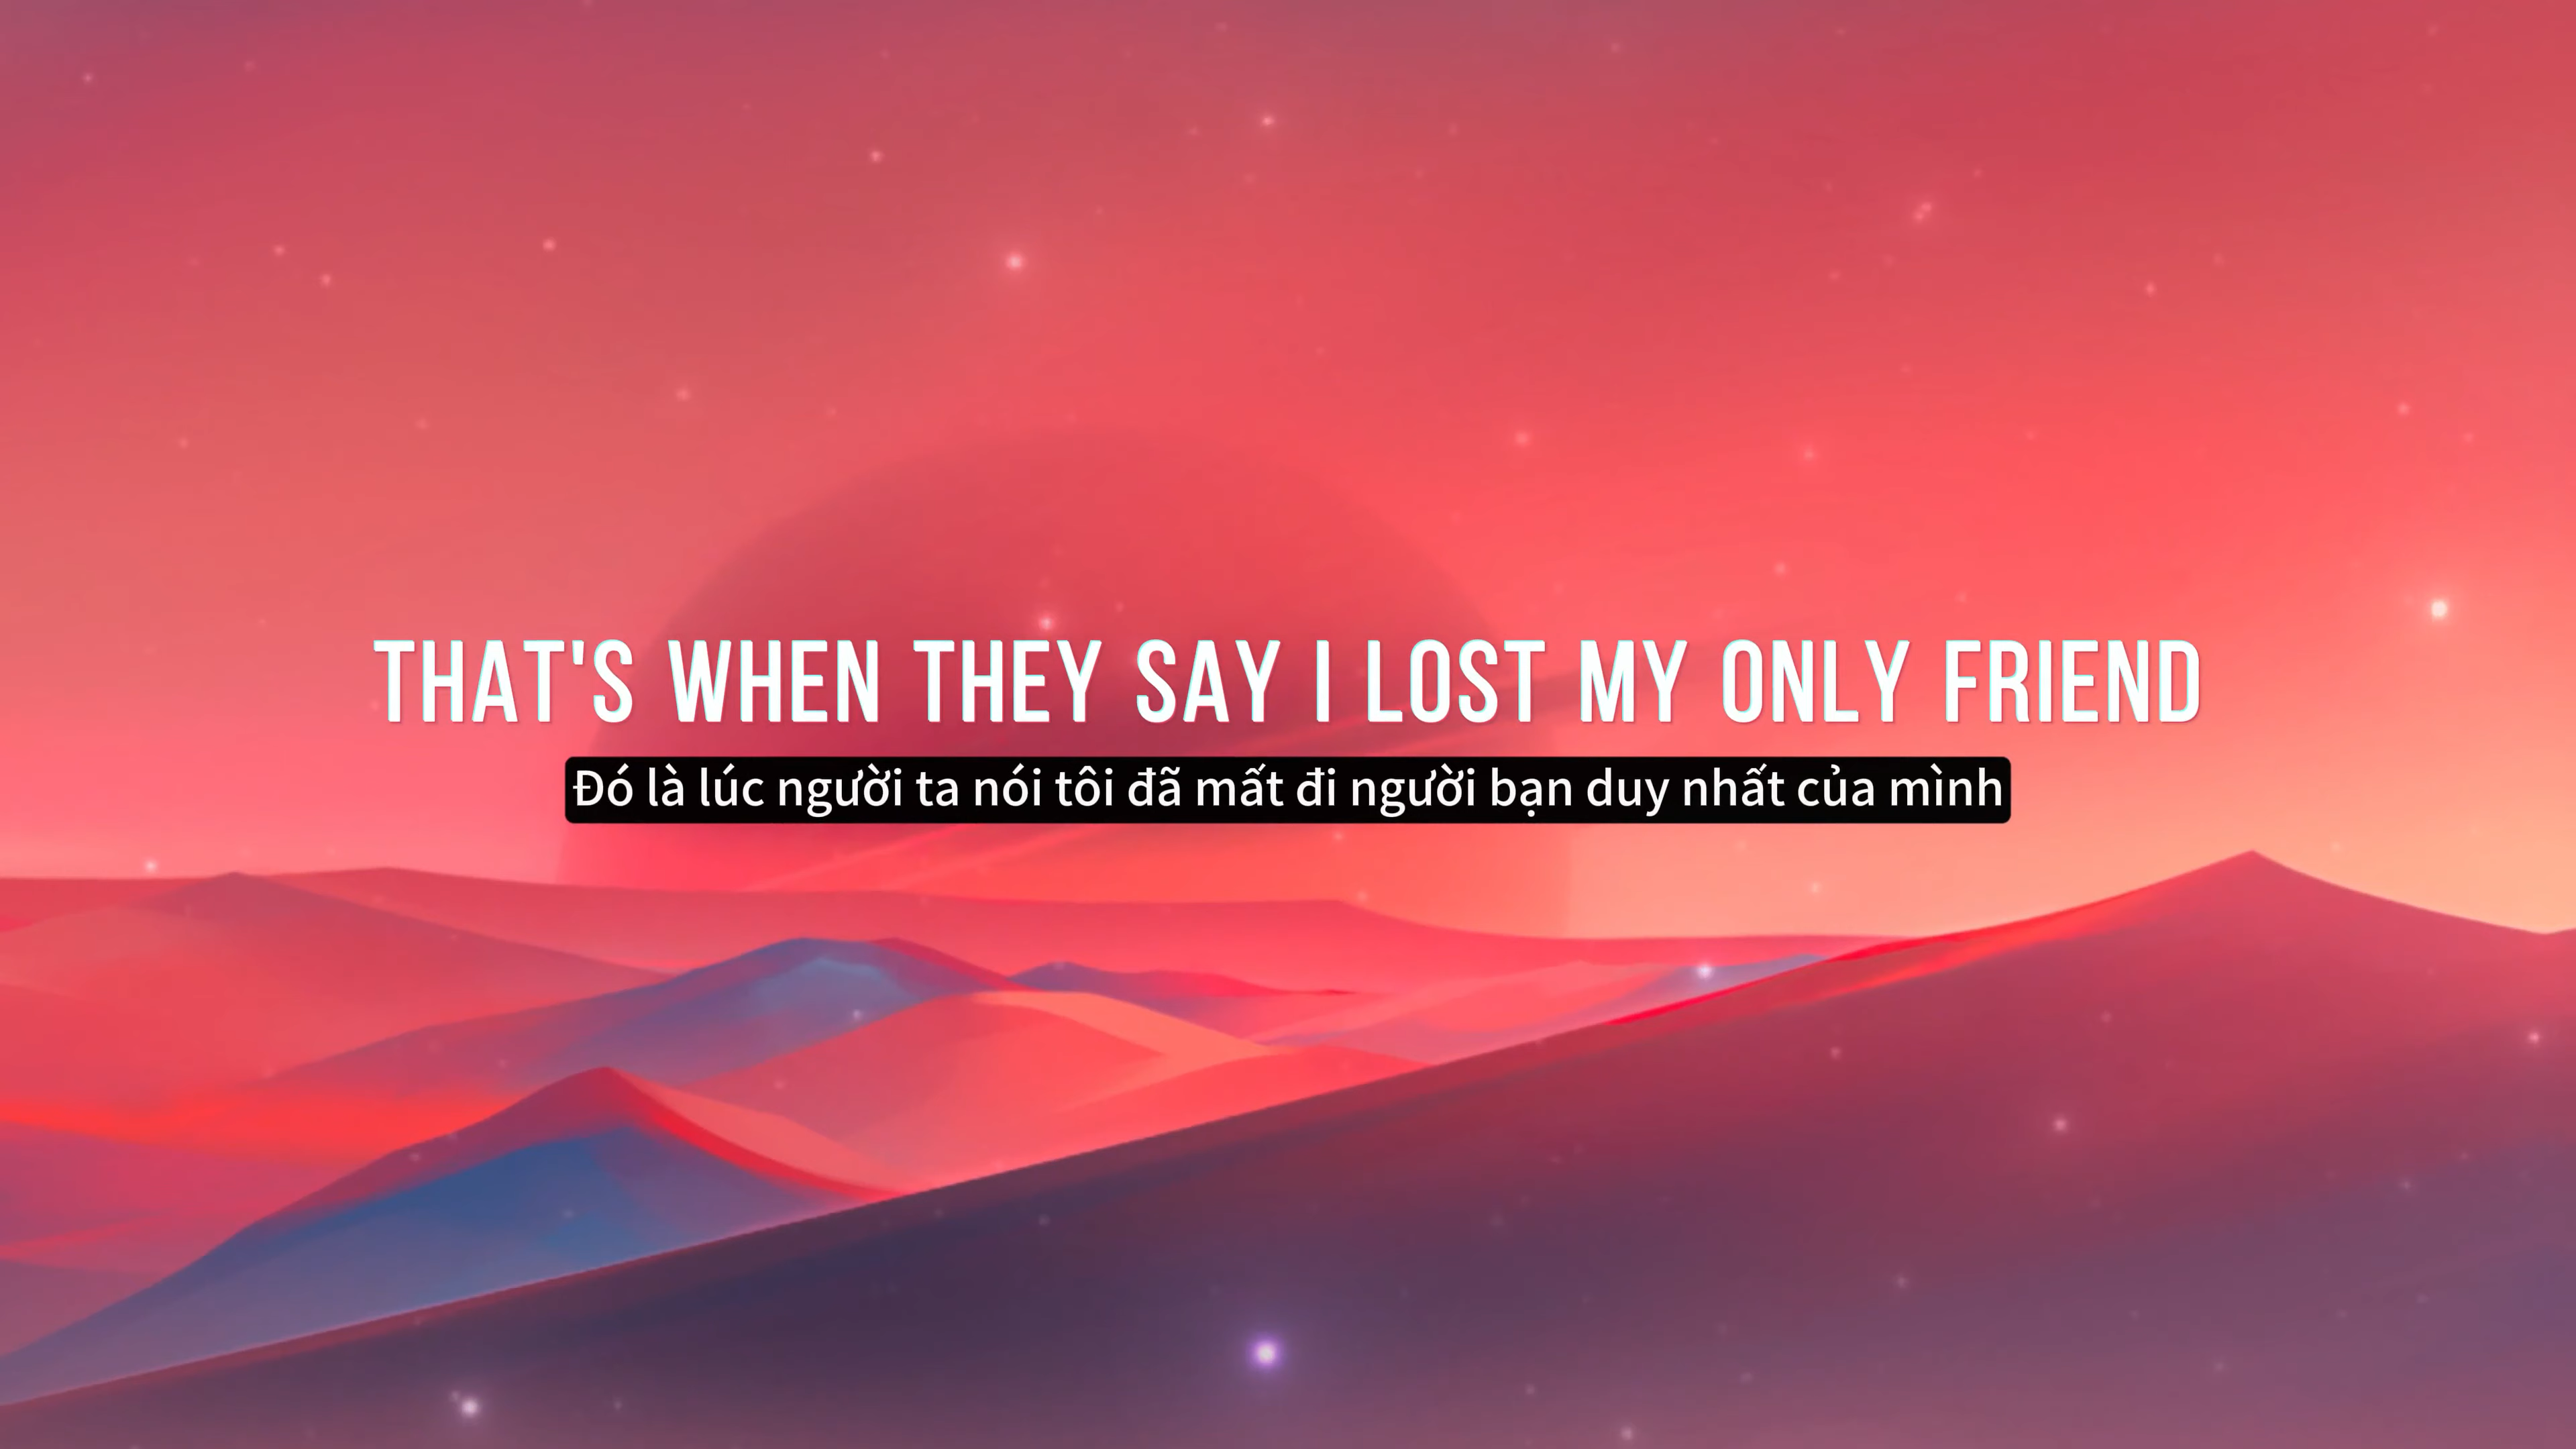 THAT'S WHEN THEY SAY I LOST MY ONLY FRIEND
Đó là lúc người ta nói tôi đã mất đi người bạn duy nhất của mình